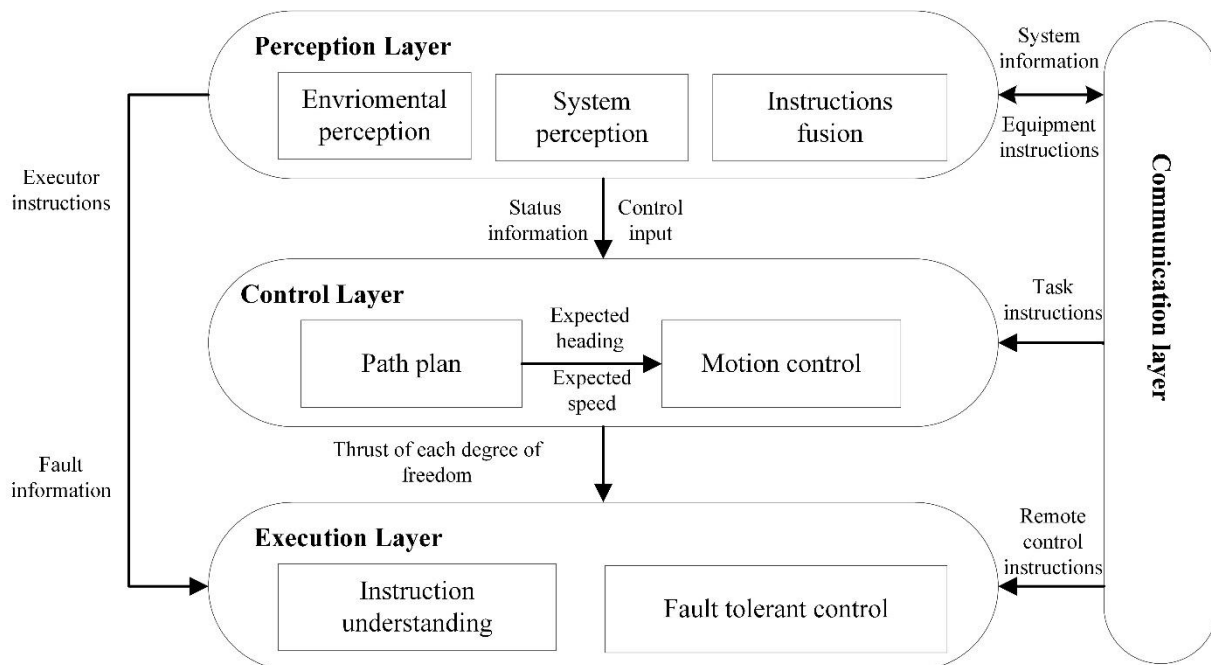 Perception Layer
Envriomental
perception
System
perception
Instructions
fusion
System
information
Equipment
instructions
Executor
instructions
Status
information
Control
input
Control Layer
Path plan
Expected
heading
Expected
speed
Motion control
Task
instructions
Communication layer
Thrust of each degree of
freedom
Fault
information
Execution Layer
Instruction
understanding
Fault tolerant control
Remote
control
instructions